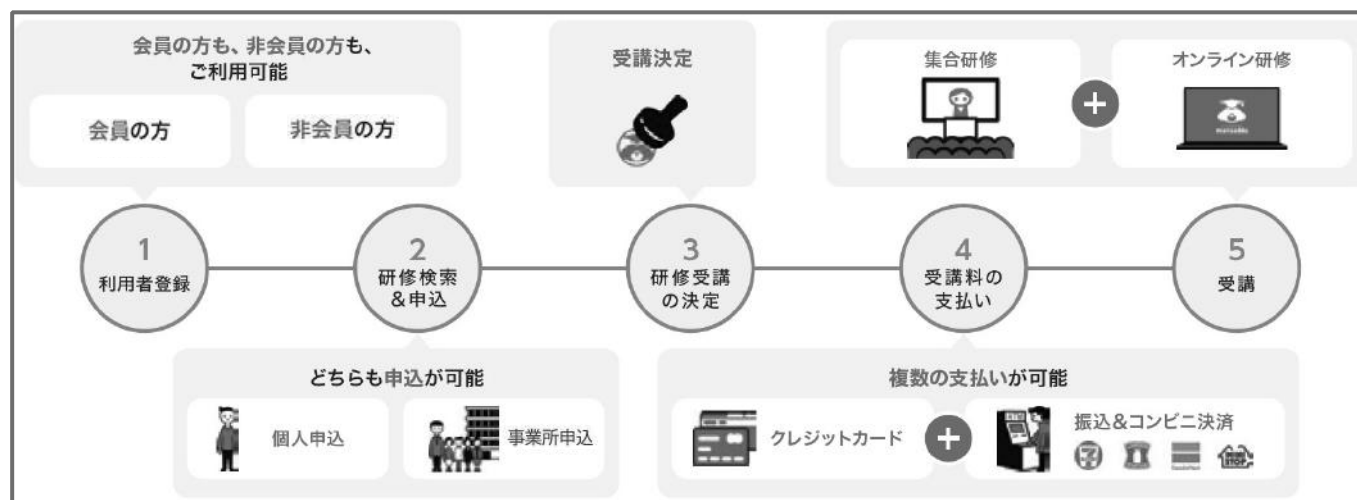 会員の方も、非会員の方も、
ご利用可能
会員の方
非会員の方
受講決定
集合研修
オンライン研修
1
利用者登録
2
研修検索
＆申込
3
研修受講
の決定
4
受講料の
支払い
5
受講
どちらも申込が可能
個人申込
事業所申込
複数の支払いが可能
クレジットカード
振込&コンビニ決済